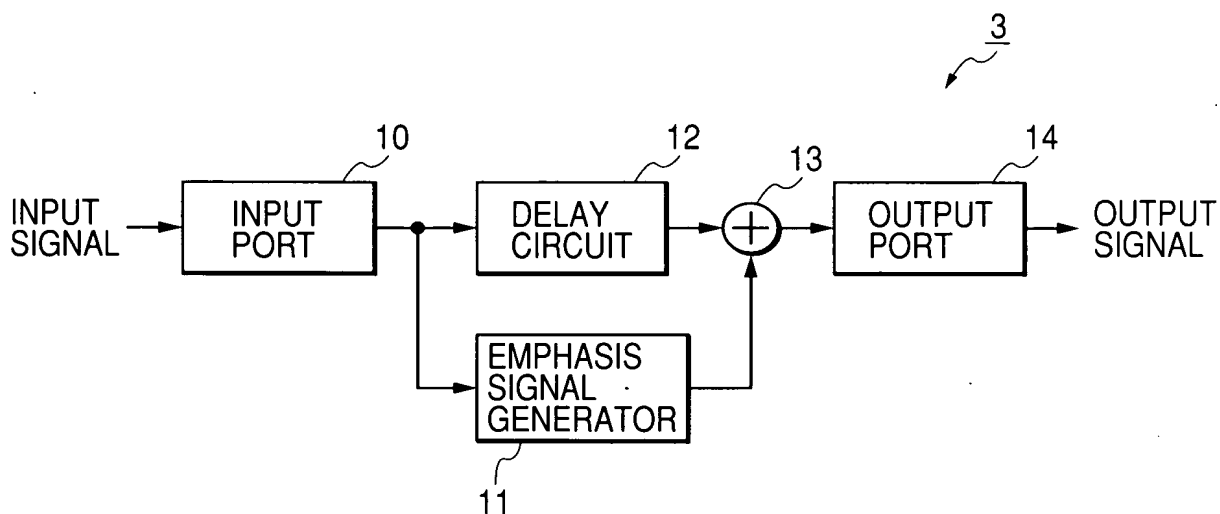 3
10
12
13
14
INPUT
SIGNAL
INPUT
PORT
DELAY
CIRCUIT
+
OUTPUT
PORT
OUTPUT
SIGNAL
EMPHASIS
SIGNAL
GENERATOR
11